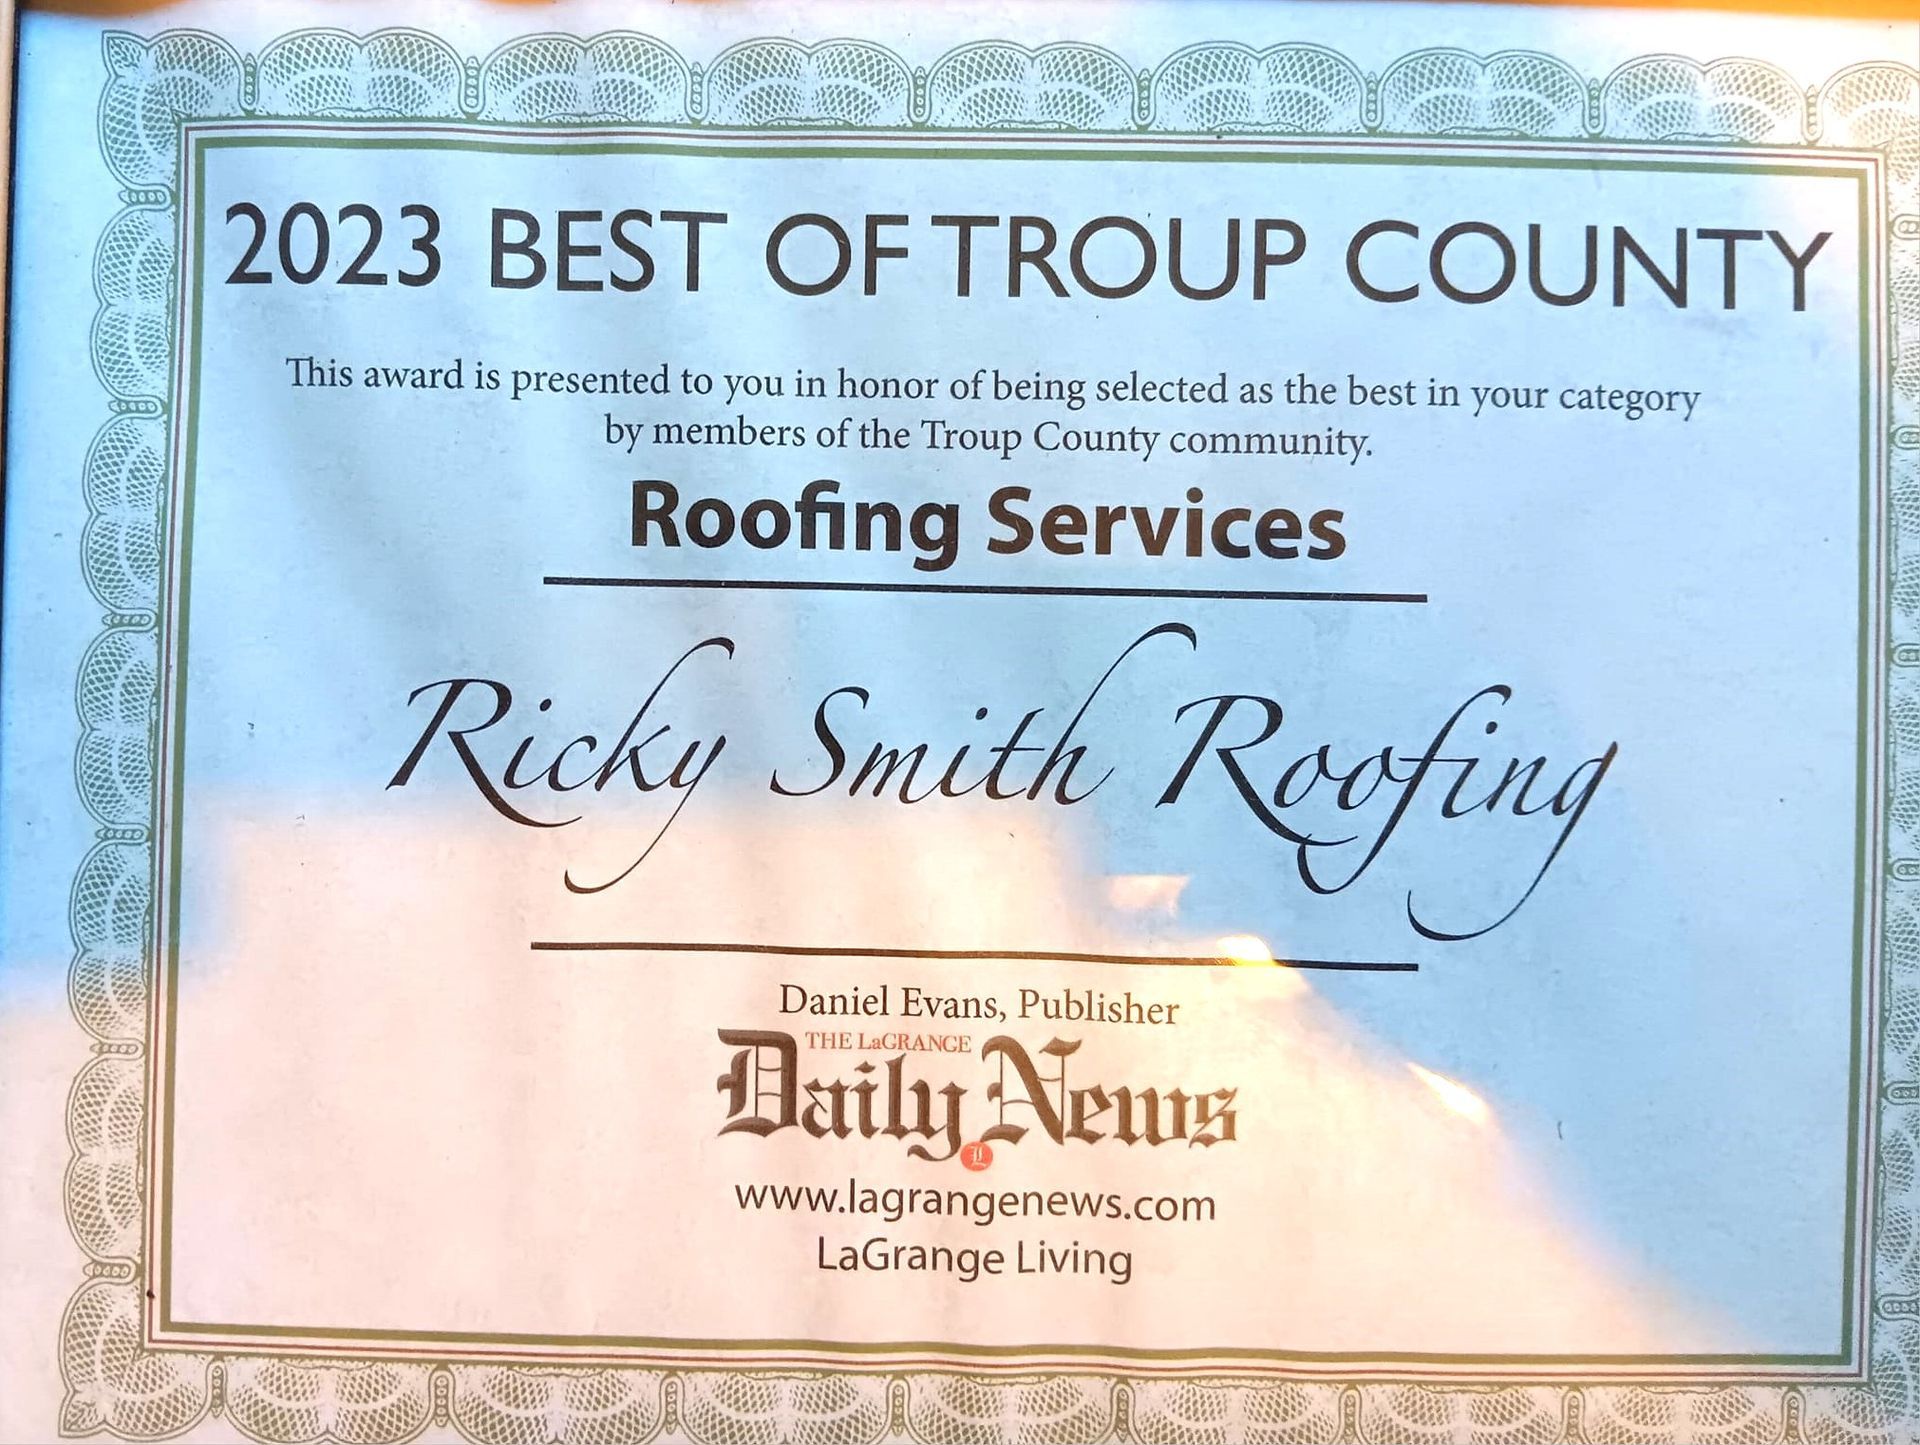 2023 BEST OF TROUP COUNTY
This award is presented to you in honor of being selected as the best in your category
by members of the Troup County community.
Roofing Services
Ricky Smith Roofing
Daniel Evans, Publisher
THE LaGRANGE
Daily News
L
www.lagrangenews.com
LaGrange Living